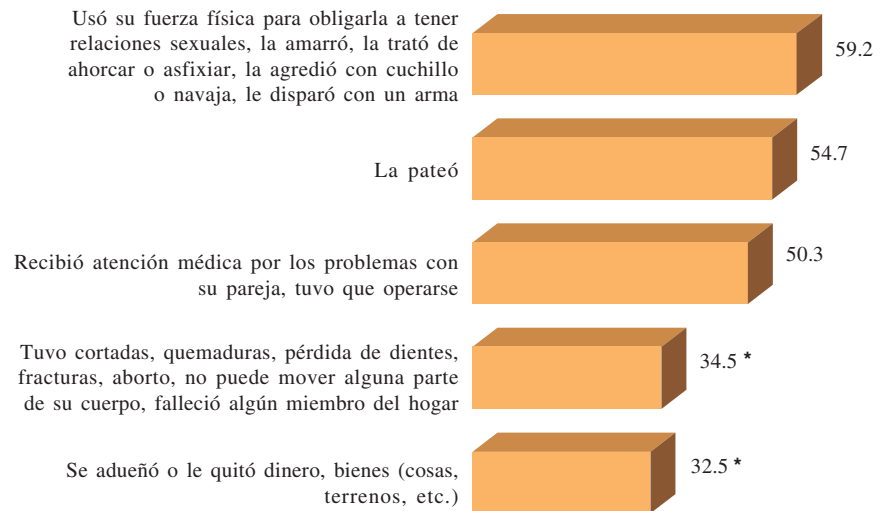 Usó su fuerza física para obligarla a tener
relaciones sexuales, la amarró, la trató de
ahorcar o asfixiar, la agredió con cuchillo
o navaja, le disparó con un arma
59.2
La pateó
54.7
Recibió atención médica por los problemas con
su pareja, tuvo que operarse
50.3
Tuvo cortadas, quemaduras, pérdida de dientes,
fracturas, aborto, no puede mover alguna parte
de su cuerpo, falleció algún miembro del hogar
34.5 *
Se adueñó o le quitó dinero, bienes (cosas,
terrenos, etc.)
32.5 *